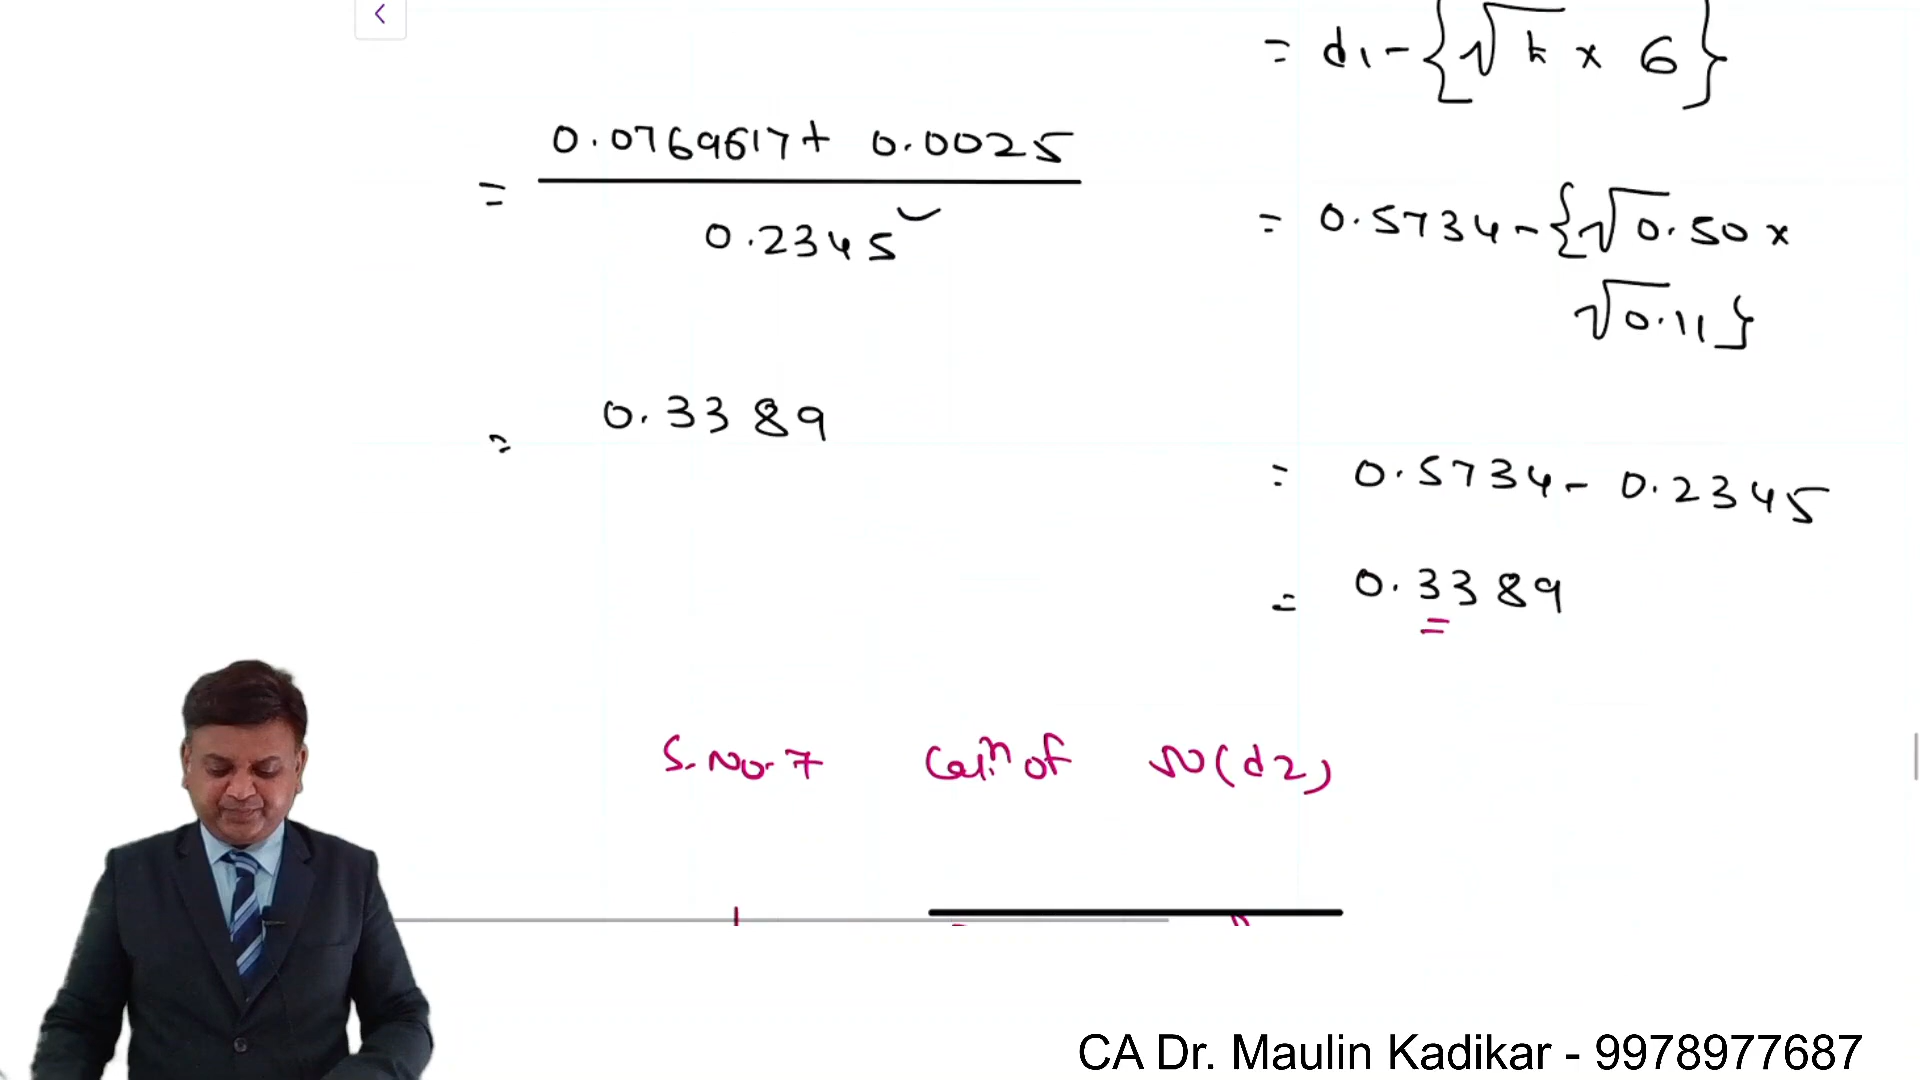 <
= d1 - {√t × 6}
= 0.0769617 + 0.0025
0.2345
= 0.5734 - {√0.50 ×
√0.11}
= 0.3389
= 0.5734 - 0.2345
= 0.3389
S.No.7 Caln of N(d2)
CA Dr. Maulin Kadikar - 9978977687